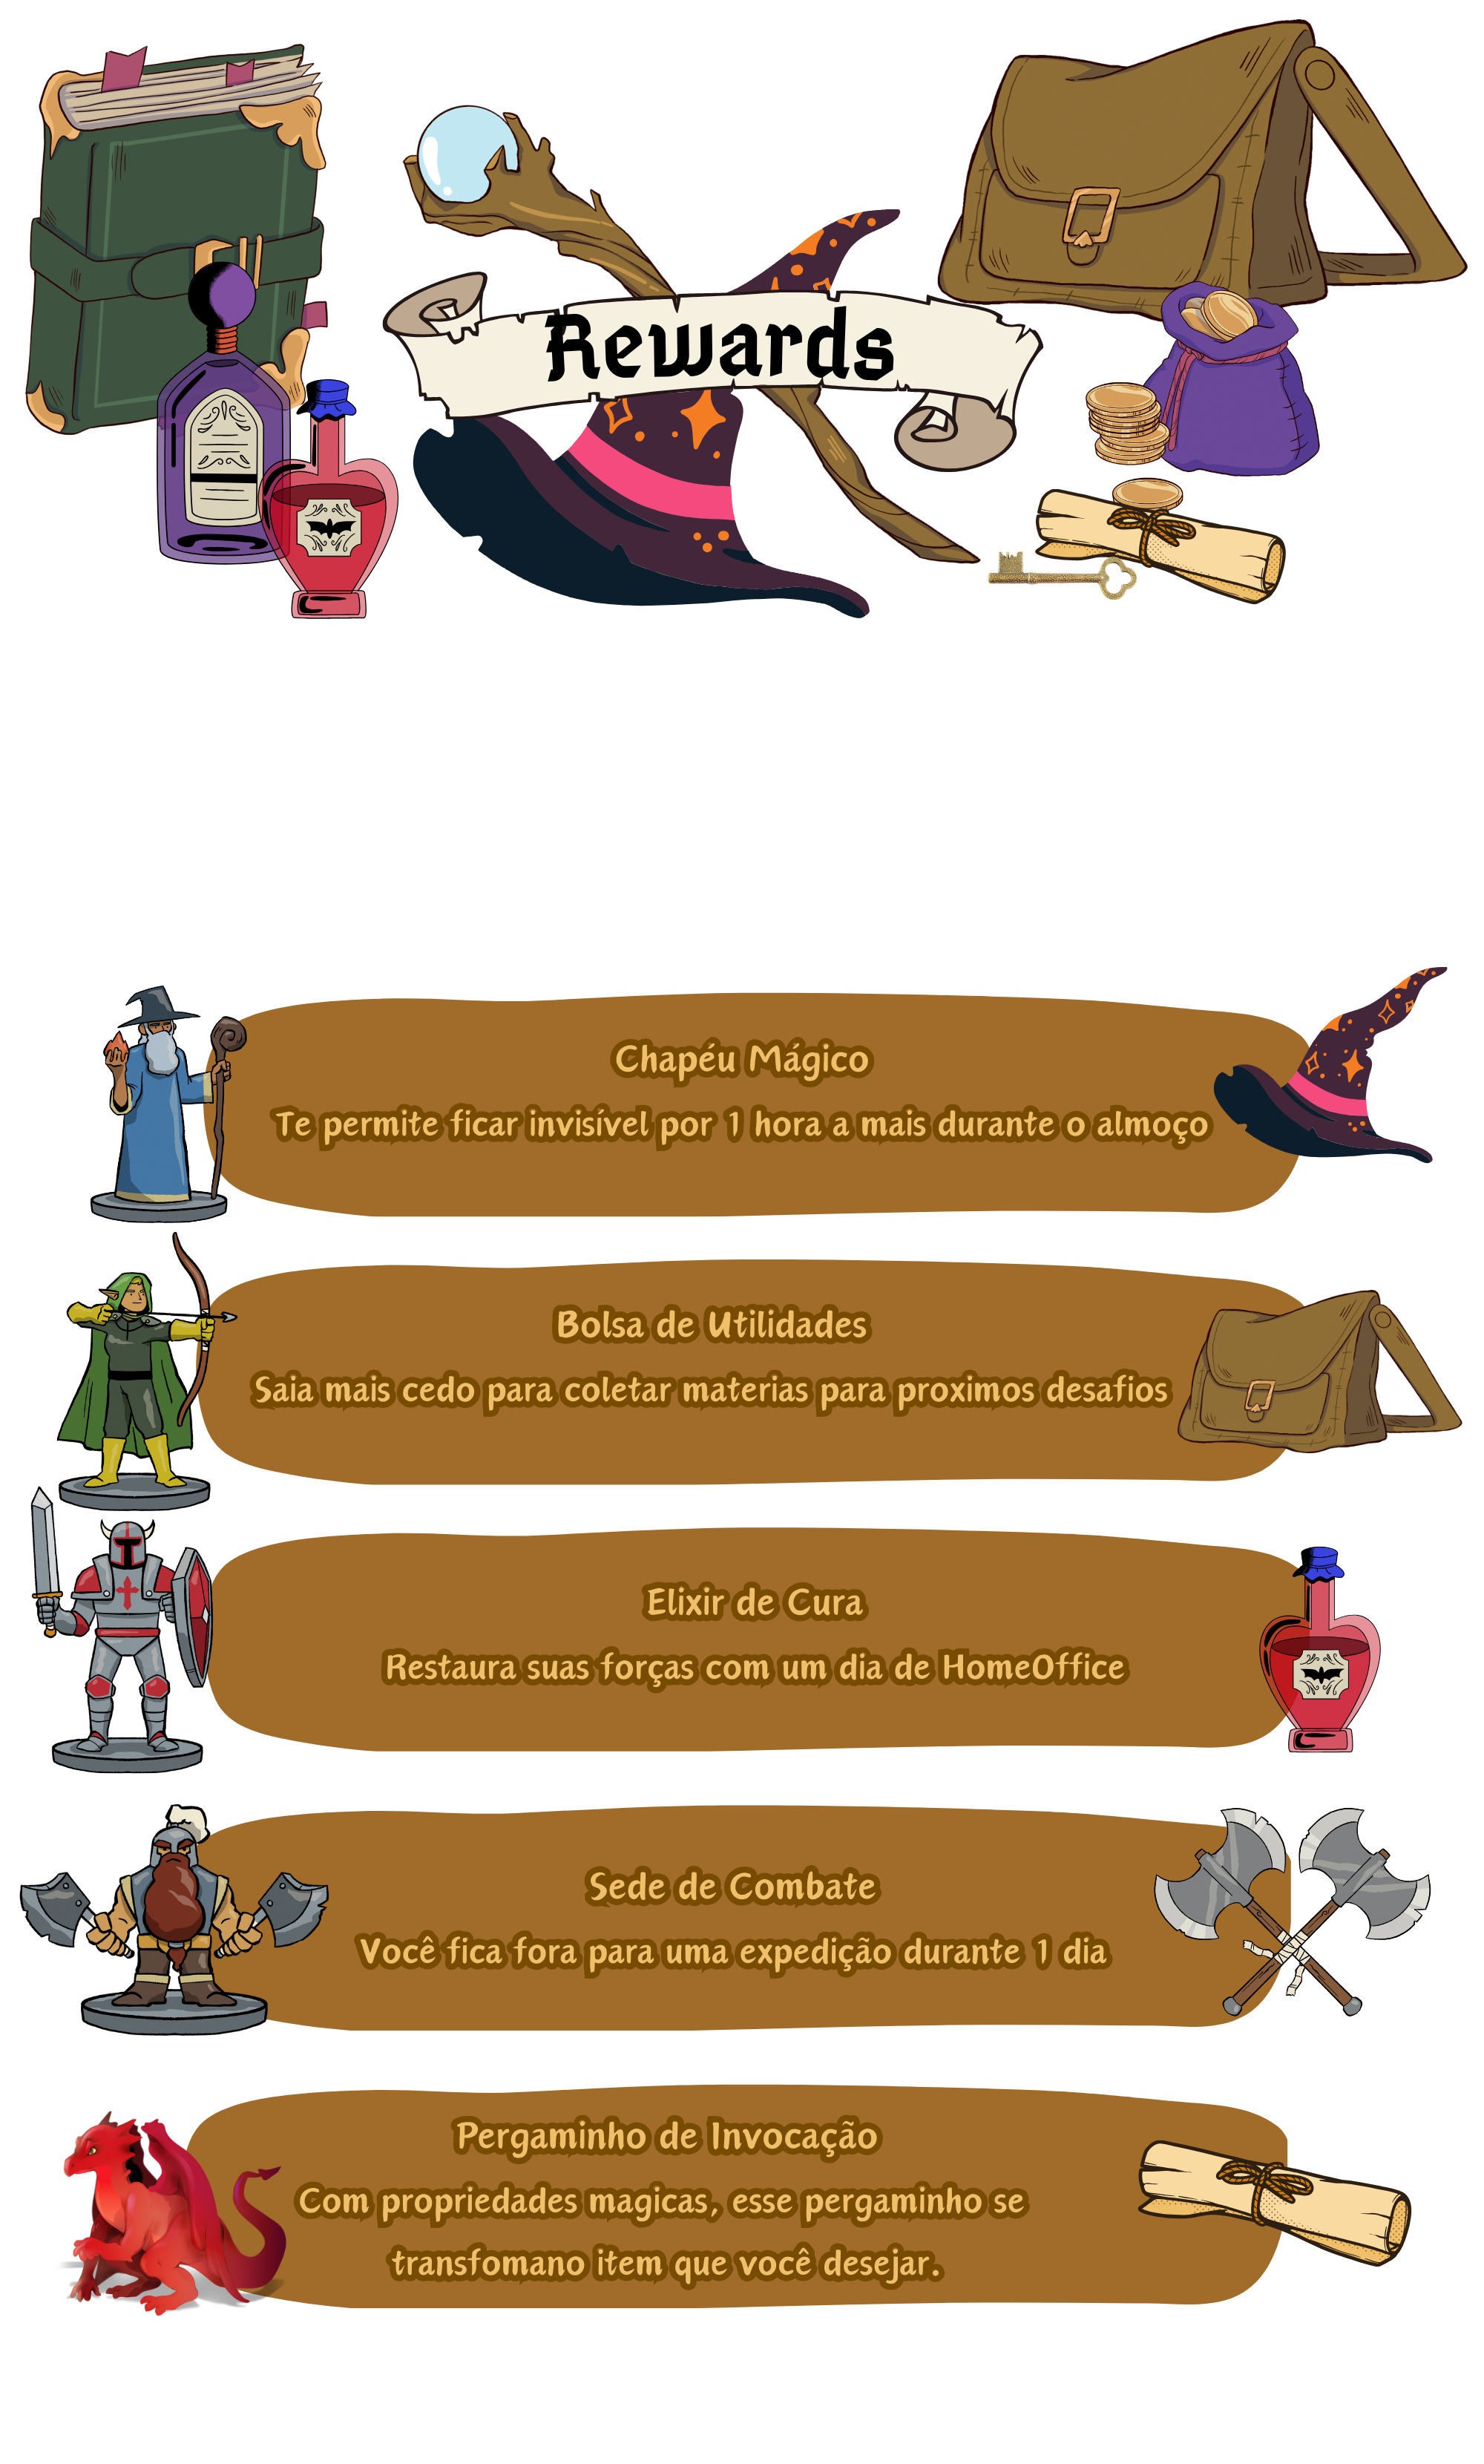 Rewards
Chapéu Mágico
Te permite ficar invisível por 1 hora a mais durante o almoço
Bolsa de Utilidades
Saia mais cedo para coletar materias para proximos desafios
Elixir de Cura
Restaura suas forças com um dia de HomeOffice
Sede de Combate
Você fica fora para uma expedição durante 1 dia
Pergaminho de Invocação
Com propriedades magicas, esse pergaminho se
transfomano item que você desejar.